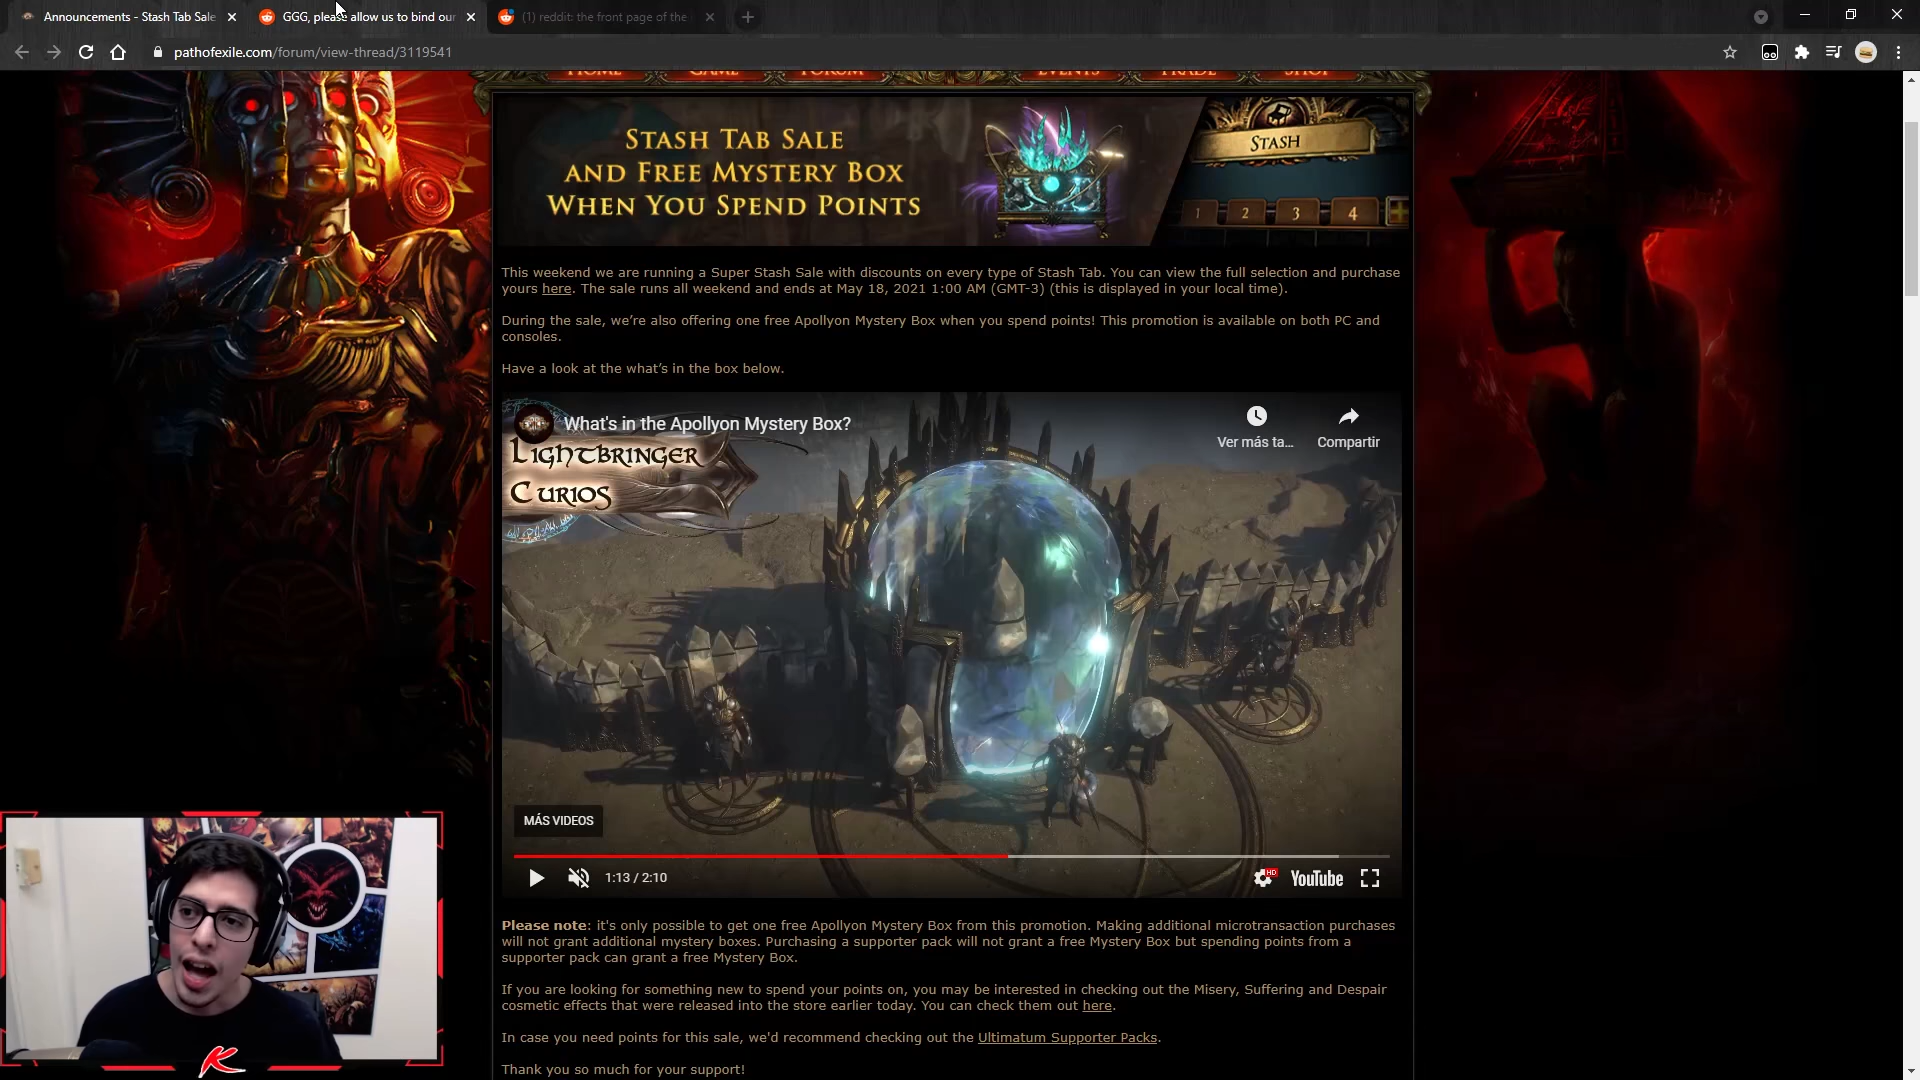 Announcements - Stash Tab Sale
GGG, please allow us to bind our
(1) reddit: the front page of the
pathofexile.com/forum/view-thread/3119541
HOME
GAME
FORUM
EVENTS
TRADE
SHOP
STASH TAB SALE
AND FREE MYSTERY BOX
WHEN YOU SPEND POINTS
STASH
1 2 3 4
This weekend we are running a Super Stash Sale with discounts on every type of Stash Tab. You can view the full selection and purchase
yours here. The sale runs all weekend and ends at May 18, 2021 1:00 AM (GMT-3) (this is displayed in your local time).
During the sale, we're also offering one free Apollyon Mystery Box when you spend points! This promotion is available on both PC and
consoles.
Have a look at the what's in the box below.
What's in the Apollyon Mystery Box?
Ver más ta...
Compartir
LIGHTBRINGER
CURIOS
MÁS VIDEOS
1:13 / 2:10
HD
YouTube
Please note: it's only possible to get one free Apollyon Mystery Box from this promotion. Making additional microtransaction purchases
will not grant additional mystery boxes. Purchasing a supporter pack will not grant a free Mystery Box but spending points from a
supporter pack can grant a free Mystery Box.
If you are looking for something new to spend your points on, you may be interested in checking out the Misery, Suffering and Despair
cosmetic effects that were released into the store earlier today. You can check them out here.
In case you need points for this sale, we'd recommend checking out the Ultimatum Supporter Packs.
Thank you so much for your support!
K